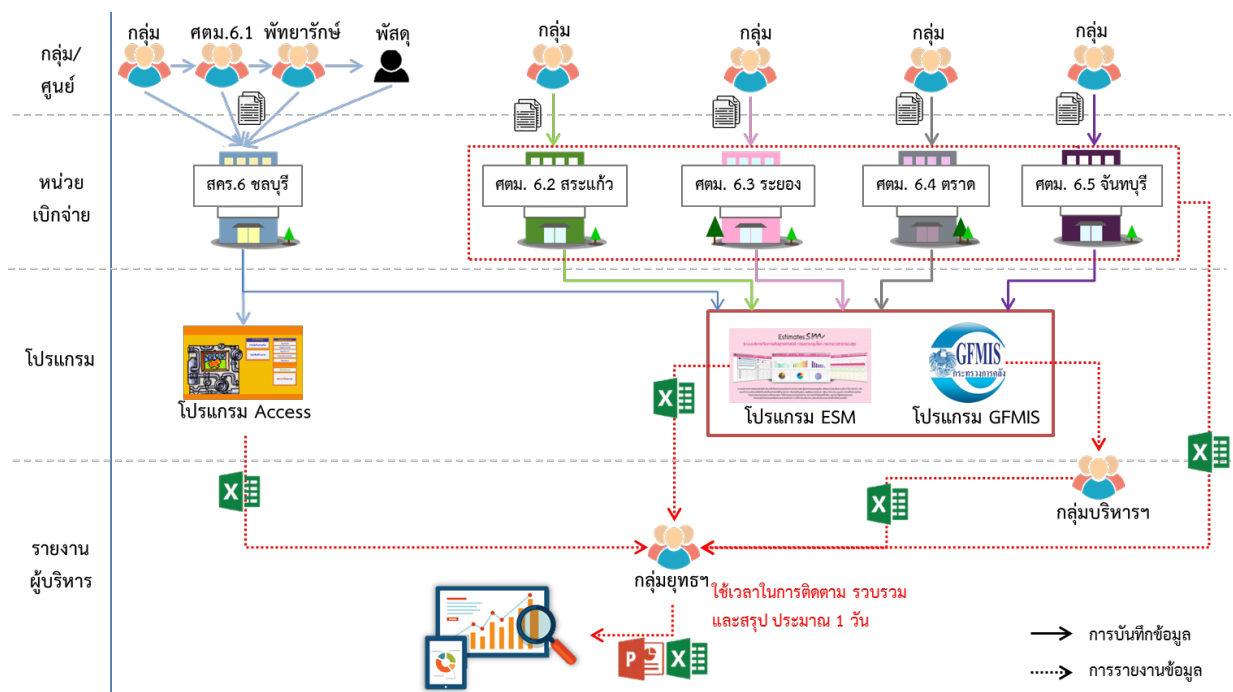 กลุ่ม/
ศูนย์
กลุ่ม
ศตม.6.1
พัทยารักษ์
พัสดุ
กลุ่ม
กลุ่ม
กลุ่ม
กลุ่ม
หน่วย
เบิกจ่าย
สคร.6 ชลบุรี
ศตม. 6.2 สระแก้ว
ศตม. 6.3 ระยอง
ศตม. 6.4 ตราด
ศตม. 6.5 จันทบุรี
โปรแกรม
Estimates SM
GFMIS
กระทรวงการคลัง
โปรแกรม Access
โปรแกรม ESM
โปรแกรม GFMIS
X
X
X
X
รายงาน
ผู้บริหาร
กลุ่มบริหารฯ
กลุ่มยุทธฯ
ใช้เวลาในการติดตาม รวบรวม
และสรุป ประมาณ 1 วัน
P
X
การบันทึกข้อมูล
การรายงานข้อมูล